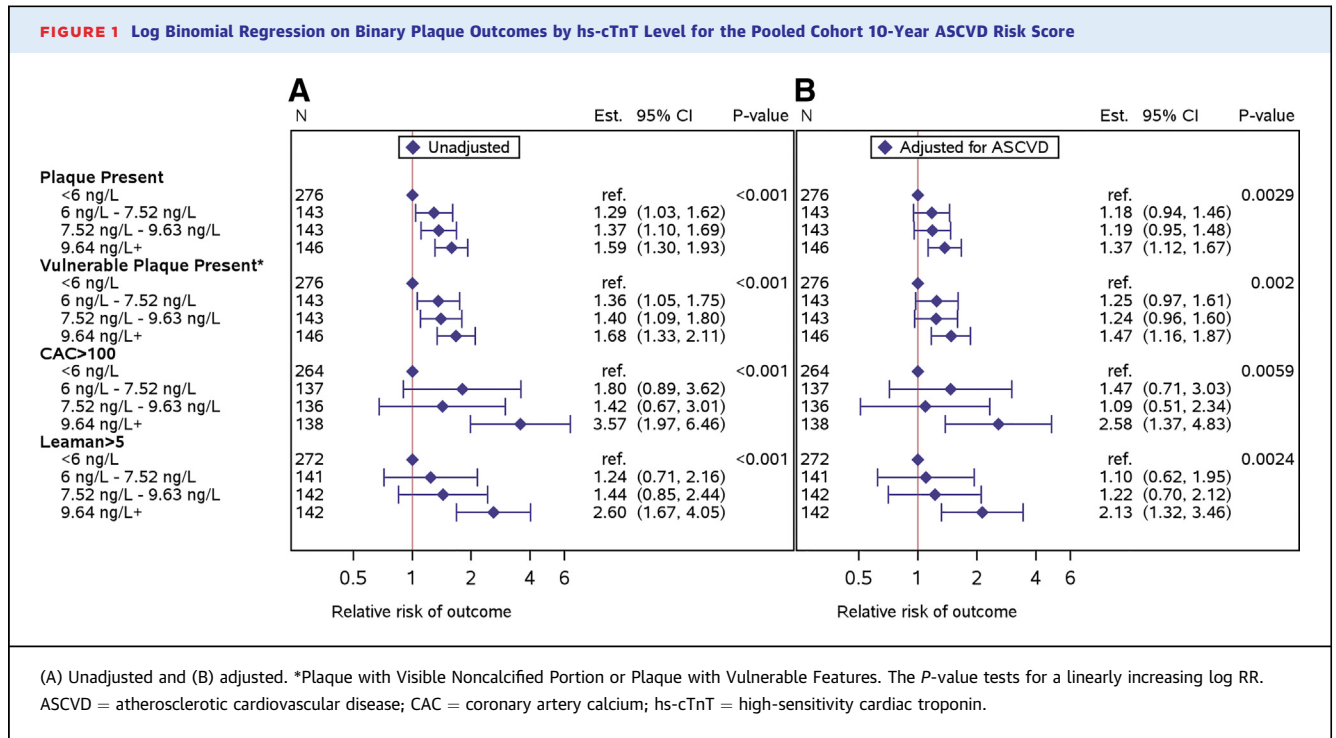 FIGURE 1 Log Binomial Regression on Binary Plaque Outcomes by hs-cTnT Level for the Pooled Cohort 10-Year ASCVD Risk Score
A
B
N Est. 95% CI P-value N Est. 95% CI P-value
Unadjusted Adjusted for ASCVD
Plaque Present
<6 ng/L 276 ref. <0.001 276 ref. 0.0029
6 ng/L - 7.52 ng/L 143 1.29 (1.03, 1.62) 143 1.18 (0.94, 1.46)
7.52 ng/L - 9.63 ng/L 143 1.37 (1.10, 1.69) 143 1.19 (0.95, 1.48)
9.64 ng/L+ 146 1.59 (1.30, 1.93) 146 1.37 (1.12, 1.67)
Vulnerable Plaque Present*
<6 ng/L 276 ref. <0.001 276 ref. 0.002
6 ng/L - 7.52 ng/L 143 1.36 (1.05, 1.75) 143 1.25 (0.97, 1.61)
7.52 ng/L - 9.63 ng/L 143 1.40 (1.09, 1.80) 143 1.24 (0.96, 1.60)
9.64 ng/L+ 146 1.68 (1.33, 2.11) 146 1.47 (1.16, 1.87)
CAC>100
<6 ng/L 264 ref. <0.001 264 ref. 0.0059
6 ng/L - 7.52 ng/L 137 1.80 (0.89, 3.62) 137 1.47 (0.71, 3.03)
7.52 ng/L - 9.63 ng/L 136 1.42 (0.67, 3.01) 136 1.09 (0.51, 2.34)
9.64 ng/L+ 138 3.57 (1.97, 6.46) 138 2.58 (1.37, 4.83)
Leaman>5
<6 ng/L 272 ref. <0.001 272 ref. 0.0024
6 ng/L - 7.52 ng/L 141 1.24 (0.71, 2.16) 141 1.10 (0.62, 1.95)
7.52 ng/L - 9.63 ng/L 142 1.44 (0.85, 2.44) 142 1.22 (0.70, 2.12)
9.64 ng/L+ 142 2.60 (1.67, 4.05) 142 2.13 (1.32, 3.46)
0.5 1 2 4 6 0.5 1 2 4 6
Relative risk of outcome Relative risk of outcome
(A) Unadjusted and (B) adjusted. *Plaque with Visible Noncalcified Portion or Plaque with Vulnerable Features. The P-value tests for a linearly increasing log RR.
ASCVD = atherosclerotic cardiovascular disease; CAC = coronary artery calcium; hs-cTnT = high-sensitivity cardiac troponin.